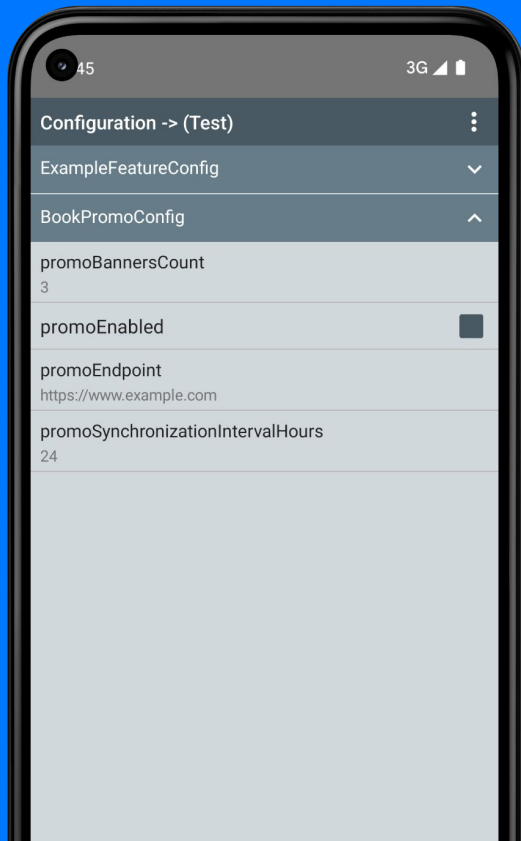 45
3G
Configuration -> (Test)
ExampleFeatureConfig
BookPromoConfig
promoBannersCount
3
promoEnabled
promoEndpoint
https://www.example.com
promoSynchronizationIntervalHours
24